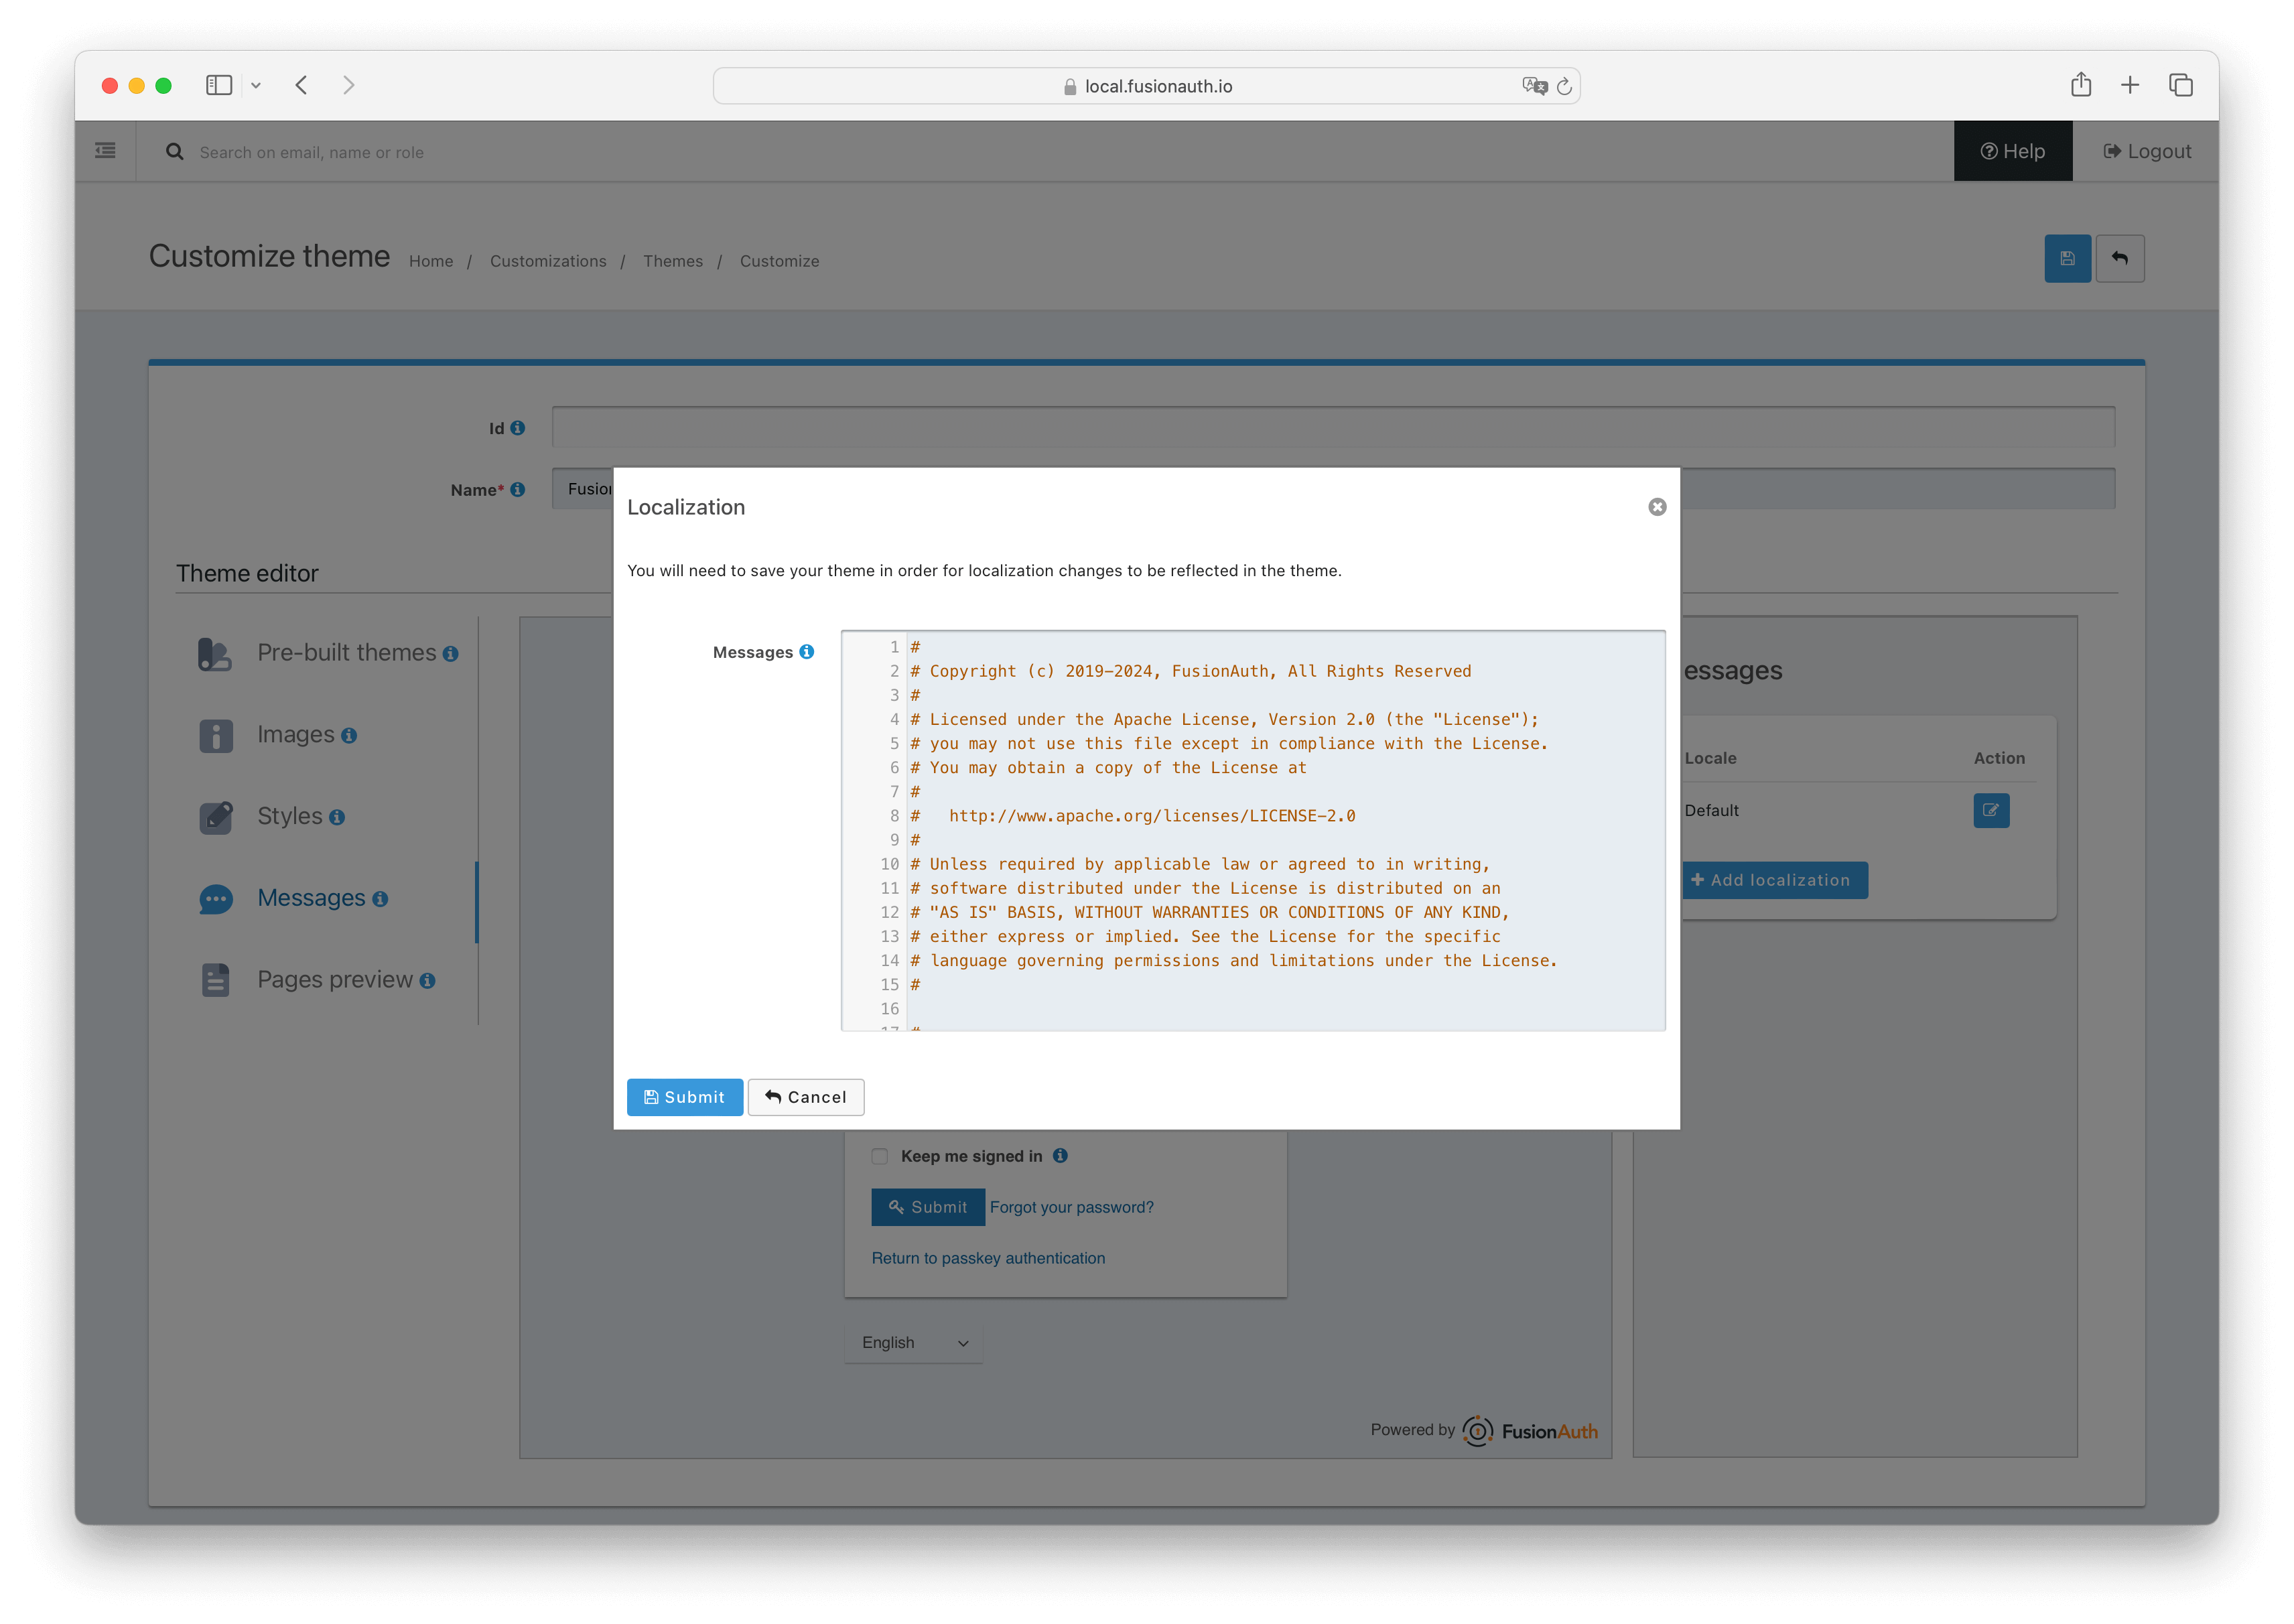 local.fusionauth.io
Search on email, name or role
Help
Logout
Customize theme
Home / Customizations / Themes / Customize
Id
Name*
Fusio
Theme editor
Pre-built themes
Images
Styles
Messages
Pages preview
Localization
You will need to save your theme in order for localization changes to be reflected in the theme.
Messages
1 #
2 # Copyright (c) 2019-2024, FusionAuth, All Rights Reserved
3 #
4 # Licensed under the Apache License, Version 2.0 (the "License");
5 # you may not use this file except in compliance with the License.
6 # You may obtain a copy of the License at
7 #
8 #   http://www.apache.org/licenses/LICENSE-2.0
9 #
10 # Unless required by applicable law or agreed to in writing,
11 # software distributed under the License is distributed on an
12 # "AS IS" BASIS, WITHOUT WARRANTIES OR CONDITIONS OF ANY KIND,
13 # either express or implied. See the License for the specific
14 # language governing permissions and limitations under the License.
15 #
16
17 #
Submit
Cancel
essages
Locale Action
Default
Add localization
Keep me signed in
Submit Forgot your password?
Return to passkey authentication
English
Powered by FusionAuth